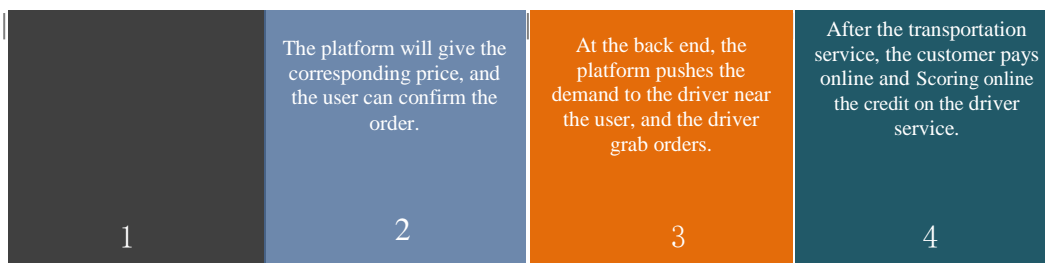 1
The platform will give the
corresponding price, and
the user can confirm the
order.
2
At the back end, the
platform pushes the
demand to the driver near
the user, and the driver
grab orders.
3
After the transportation
service, the customer pays
online and Scoring online
the credit on the driver
service.
4